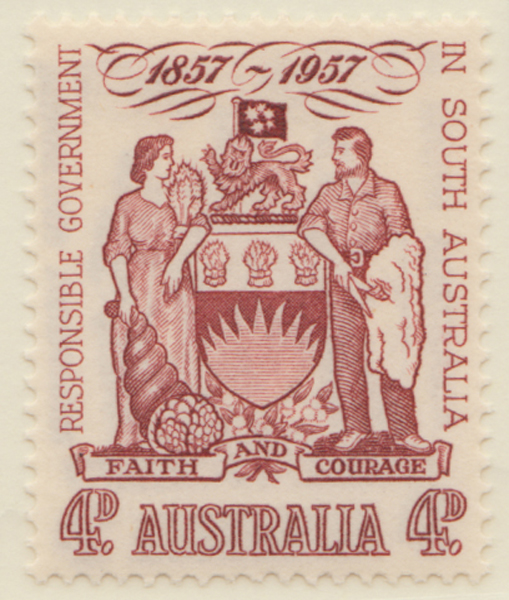 1857 ~ 1957
RESPONSIBLE GOVERNMENT
IN SOUTH AUSTRALIA
FAITH AND COURAGE
4D. AUSTRALIA 4D.